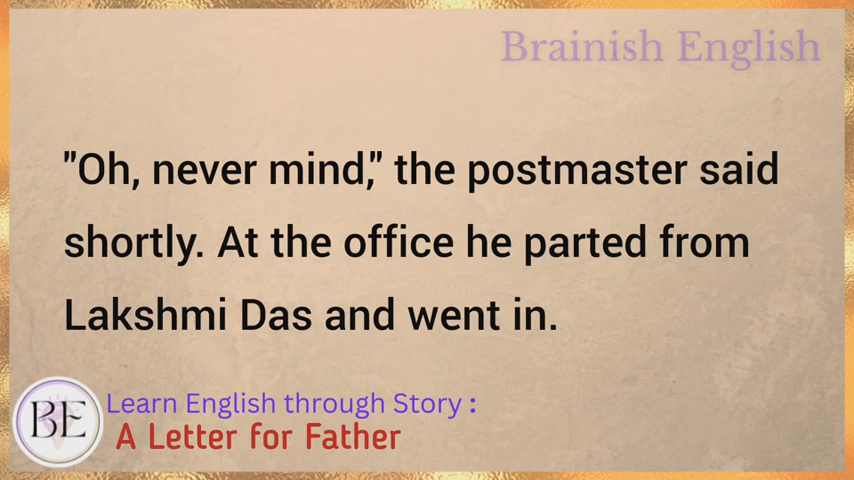 Brainish English
"Oh, never mind," the postmaster said
shortly. At the office he parted from
Lakshmi Das and went in.
BE
Learn English through Story :
A Letter for Father